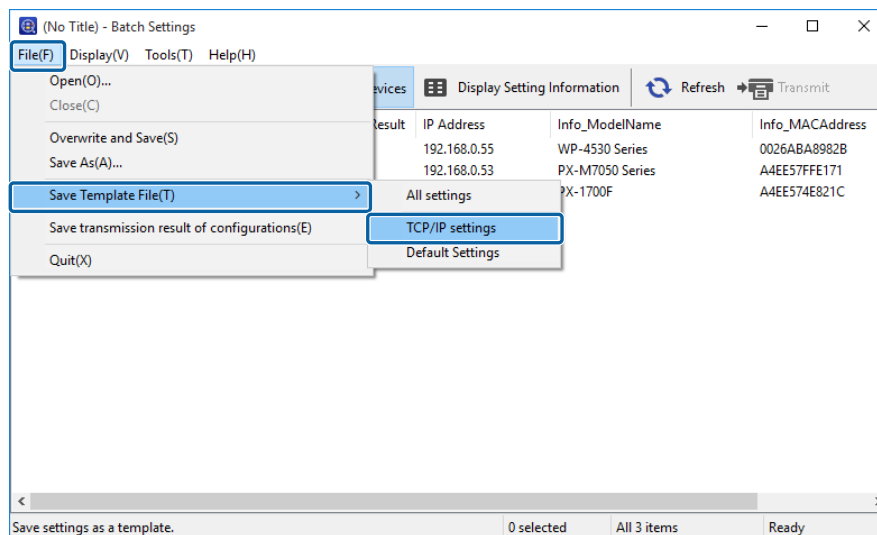 (No Title) - Batch Settings
File(F) Display(V) Tools(T) Help(H)
Open(O)...
Close(C)
Overwrite and Save(S)
Save As(A)...
Save Template File(T) >
Save transmission result of configurations(E)
Quit(X)
All settings
TCP/IP settings
Default Settings
Display Setting Information Refresh Transmit
Result IP Address Info_ModelName Info_MACAddress
192.168.0.55 WP-4530 Series 0026ABA8982B
192.168.0.53 PX-M7050 Series A4EE57FFE171
PX-1700F A4EE574E821C
Save settings as a template. 0 selected All 3 items Ready